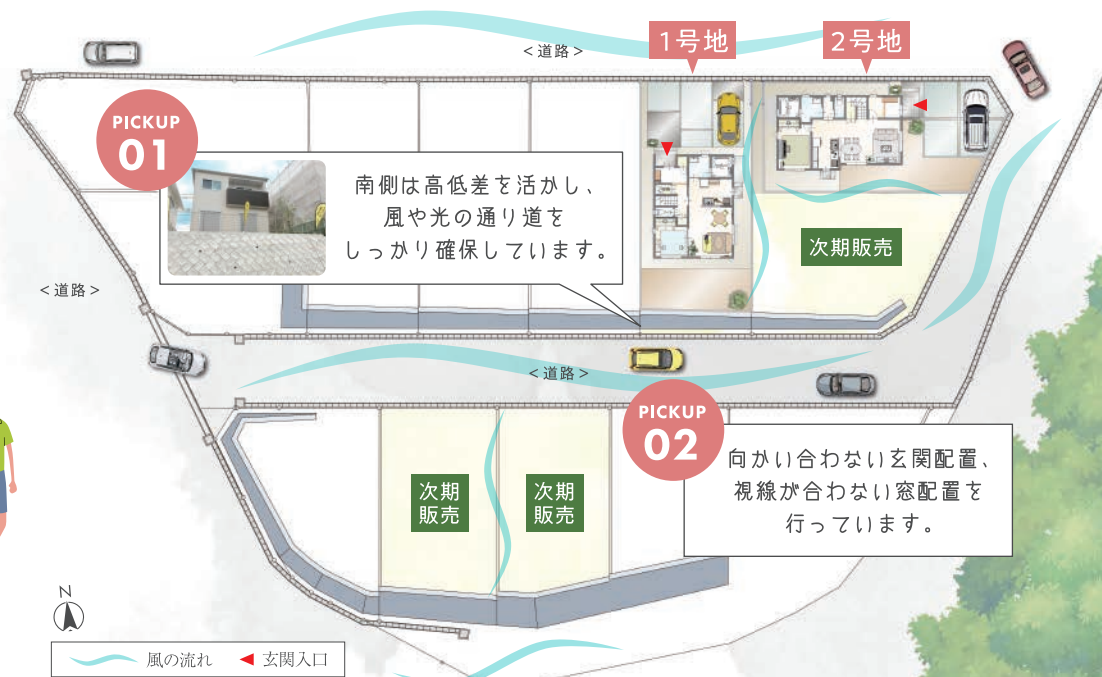 <道路>
1号地
2号地
PICKUP
01
南側は高低差を活かし、
風や光の通り道を
しっかり確保しています。
次期販売
<道路>
<道路>
PICKUP
02
向かい合わない玄関配置、
視線が合わない窓配置を
行っています。
次期
販売
次期
販売
N
風の流れ
玄関入口